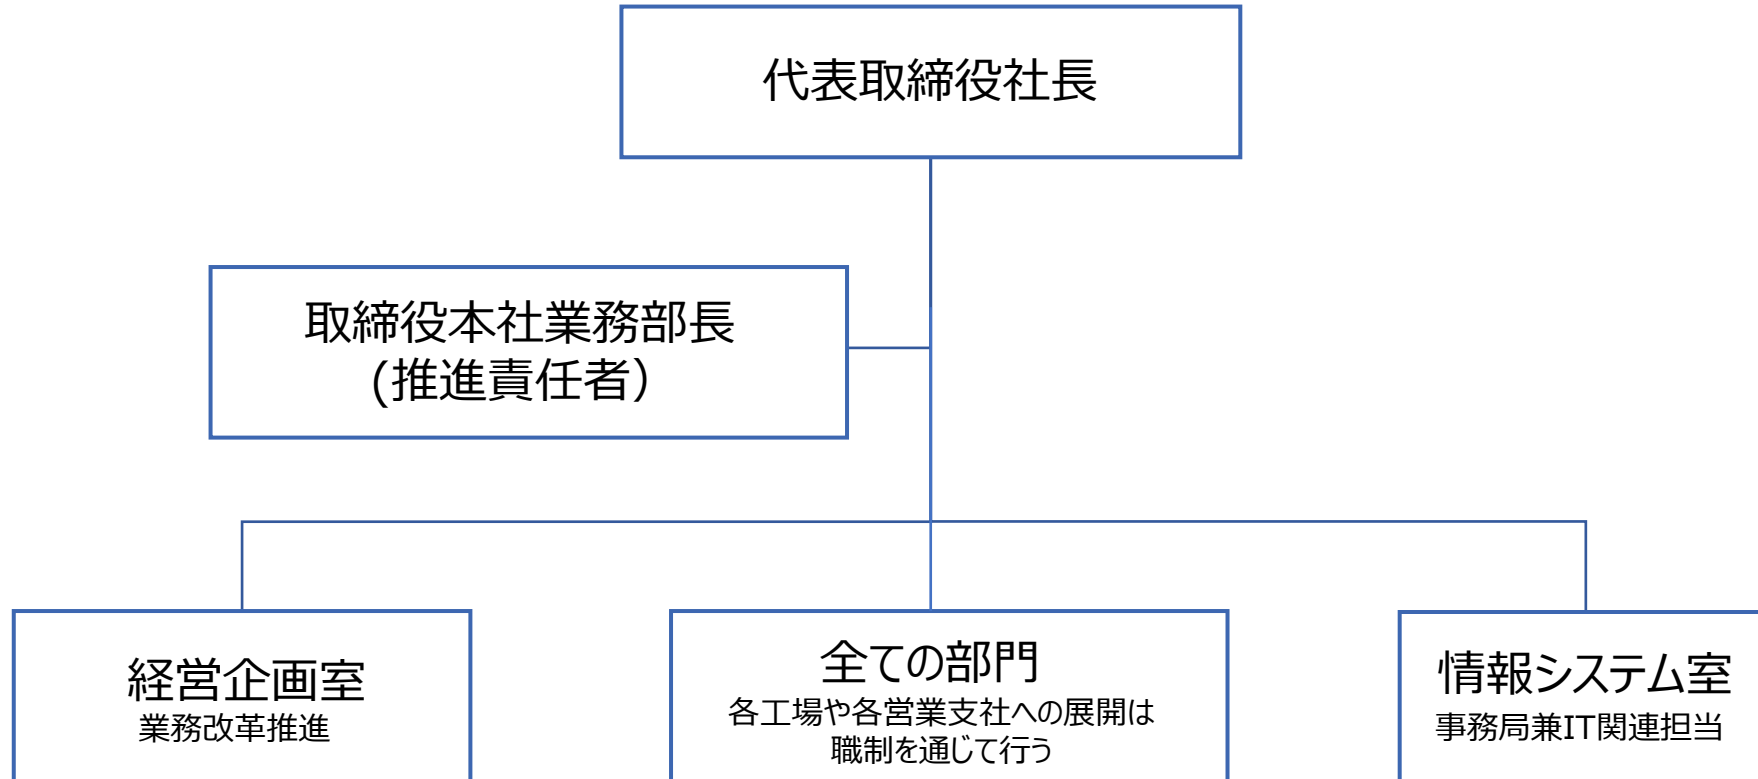 代表取締役社長
取締役本社業務部長
(推進責任者）
経営企画室
業務改革推進
全ての部門
各工場や各営業支社への展開は
職制を通じて行う
情報システム室
事務局兼IT関連担当